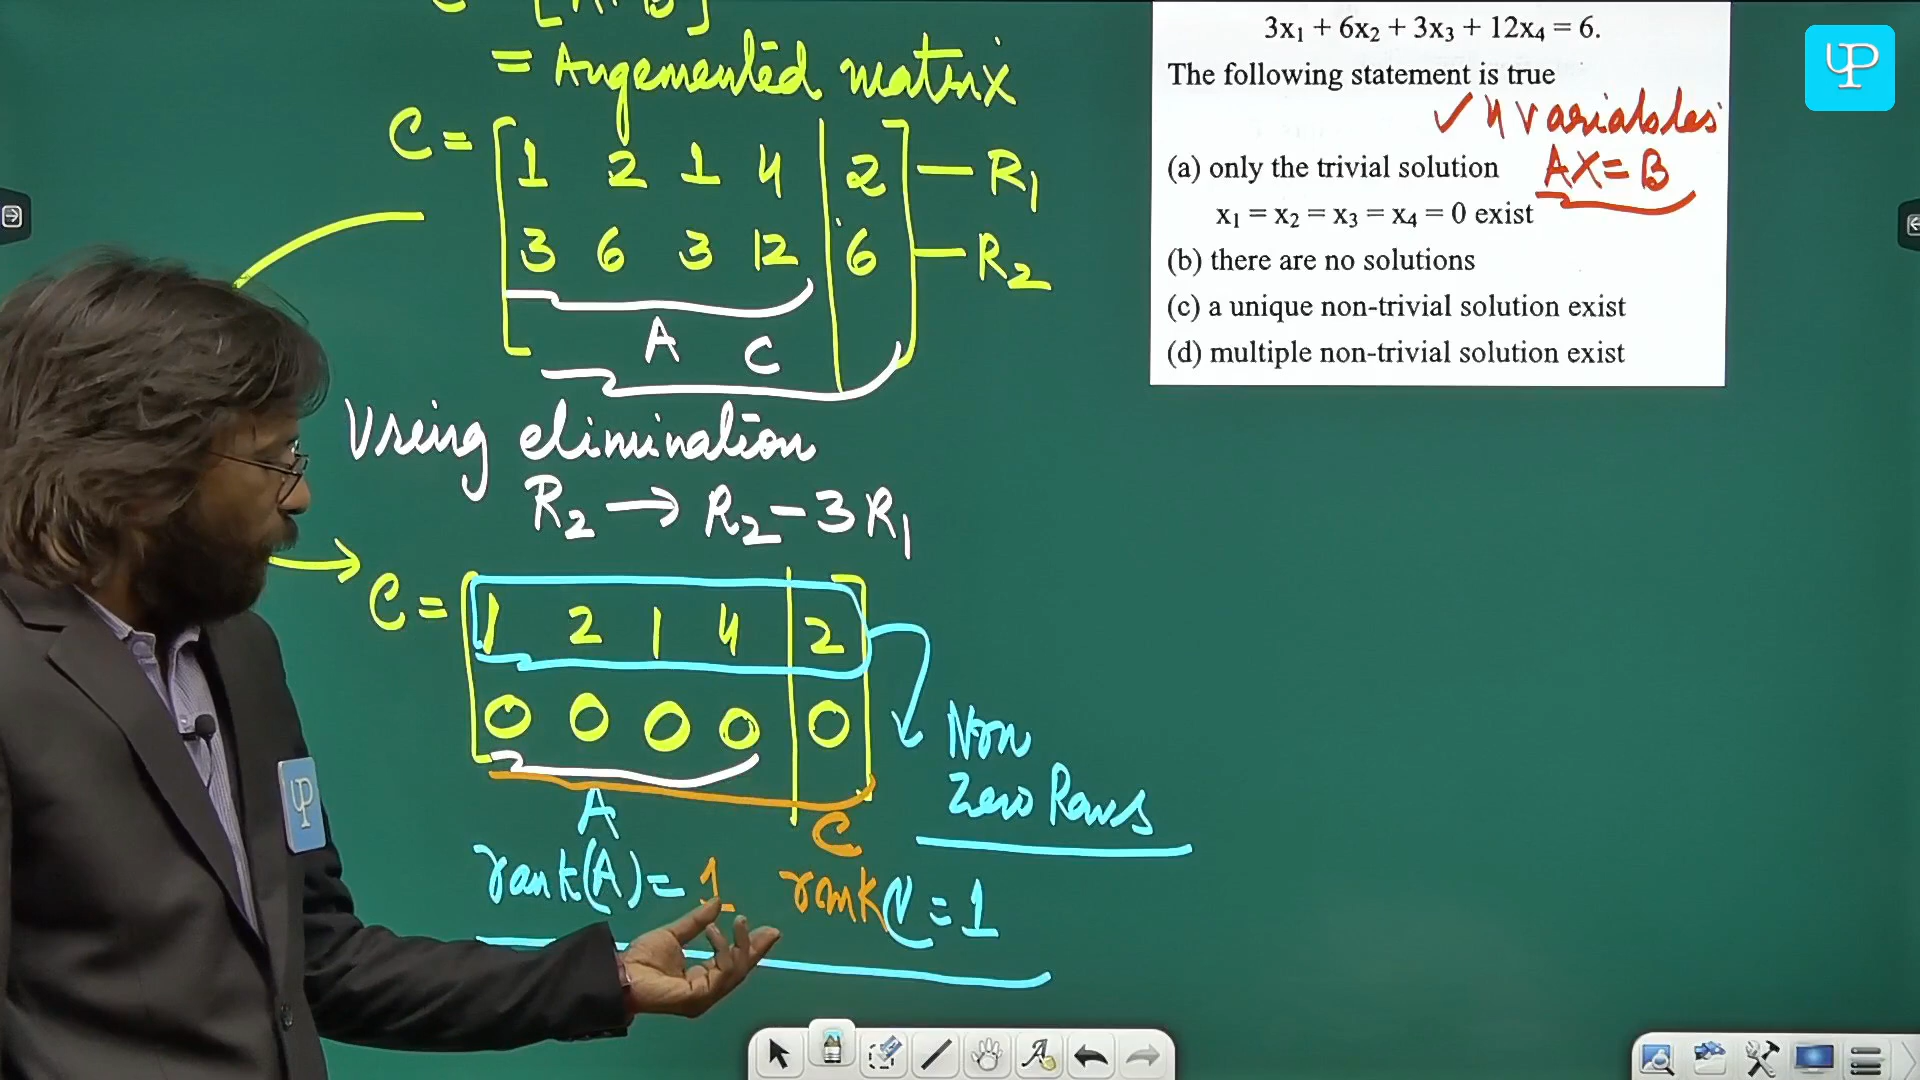 = Augemented matrix
C = [1 2 1 4 | 2] — R₁
3 6 3 12 | 6 — R₂
A C
Using elimination
R₂ → R₂ - 3R₁
C = [1 2 1 4 | 2]
0 0 0 0 | 0
Non
Zero Rows
A C
rank(A) = 1 rank C = 1
3x₁ + 6x₂ + 3x₃ + 12x₄ = 6.
The following statement is true
✓ 4 variables
(a) only the trivial solution AX = B
x₁ = x₂ = x₃ = x₄ = 0 exist
(b) there are no solutions
(c) a unique non-trivial solution exist
(d) multiple non-trivial solution exist
UP
UP